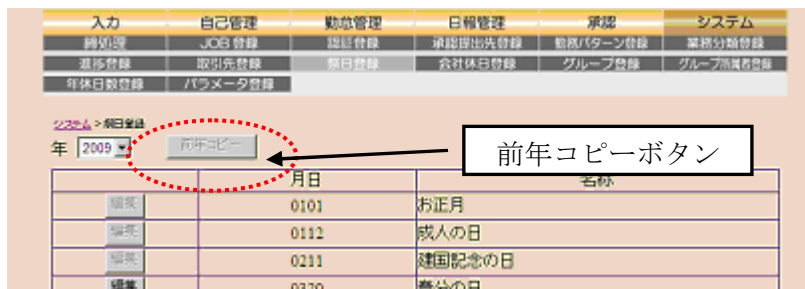 入力 自己管理 勤怠管理 日報管理 承認 システム
締処理 JOB登録 認証登録 承認提出先登録 勤務パターン登録 業務分類登録
進捗登録 取引先登録 祭日登録 会社休日登録 グループ登録 グループ所属者登録
年休日数登録 パラメータ登録
システム > 祭日登録
年 2009 前年コピー
前年コピーボタン
月日 名称
編集 0101 お正月
編集 0112 成人の日
編集 0211 建国記念の日
編集 0320 春分の日